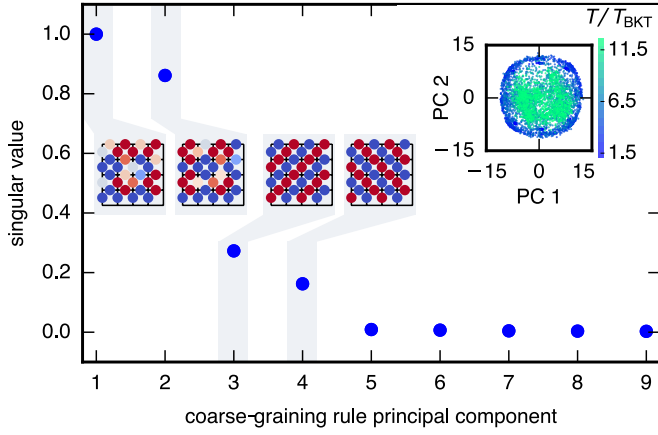 singular value
1.0
0.8
0.6
0.4
0.2
0.0
1 2 3 4 5 6 7 8 9
coarse-graining rule principal component
T/T_BKT
11.5
6.5
1.5
PC 2
15
0
−15
−15 0 15
PC 1